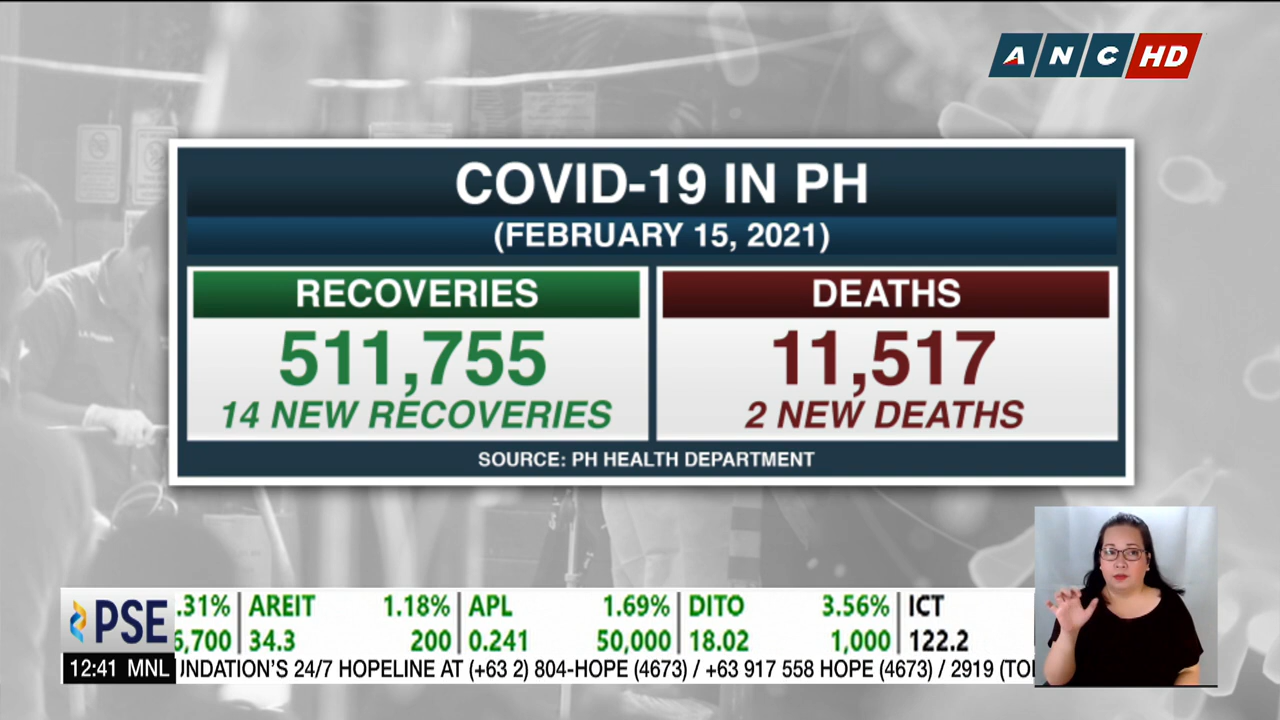 ANC HD
COVID-19 IN PH
(FEBRUARY 15, 2021)
RECOVERIES
511,755
14 NEW RECOVERIES
DEATHS
11,517
2 NEW DEATHS
SOURCE: PH HEALTH DEPARTMENT
PSE .31% AREIT 1.18% APL 1.69% DITO 3.56% ICT
6,700 34.3 200 0.241 50,000 18.02 1,000 122.2
12:41 MNL UNDATION'S 24/7 HOPELINE AT (+63 2) 804-HOPE (4673) / +63 917 558 HOPE (4673) / 2919 (TOL